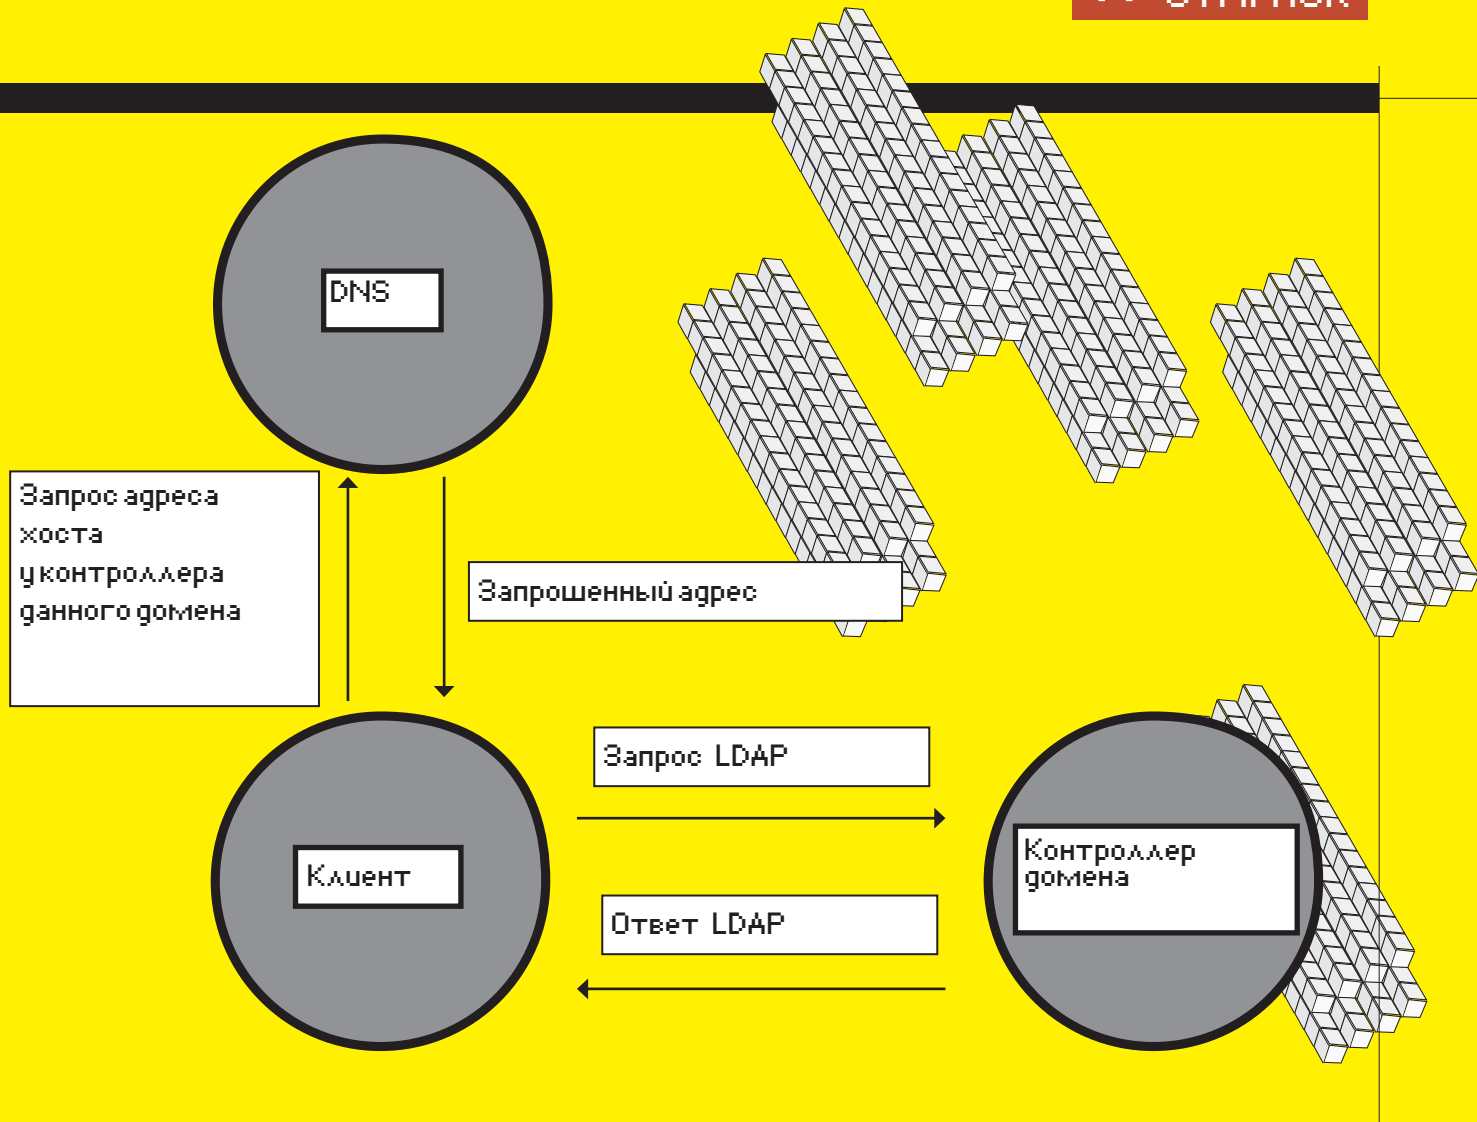 DNS
Запрос адреса
хоста
у контроллера
данного домена
Запрошенный адрес
Запрос LDAP
Клиент
Контроллер
домена
Ответ LDAP